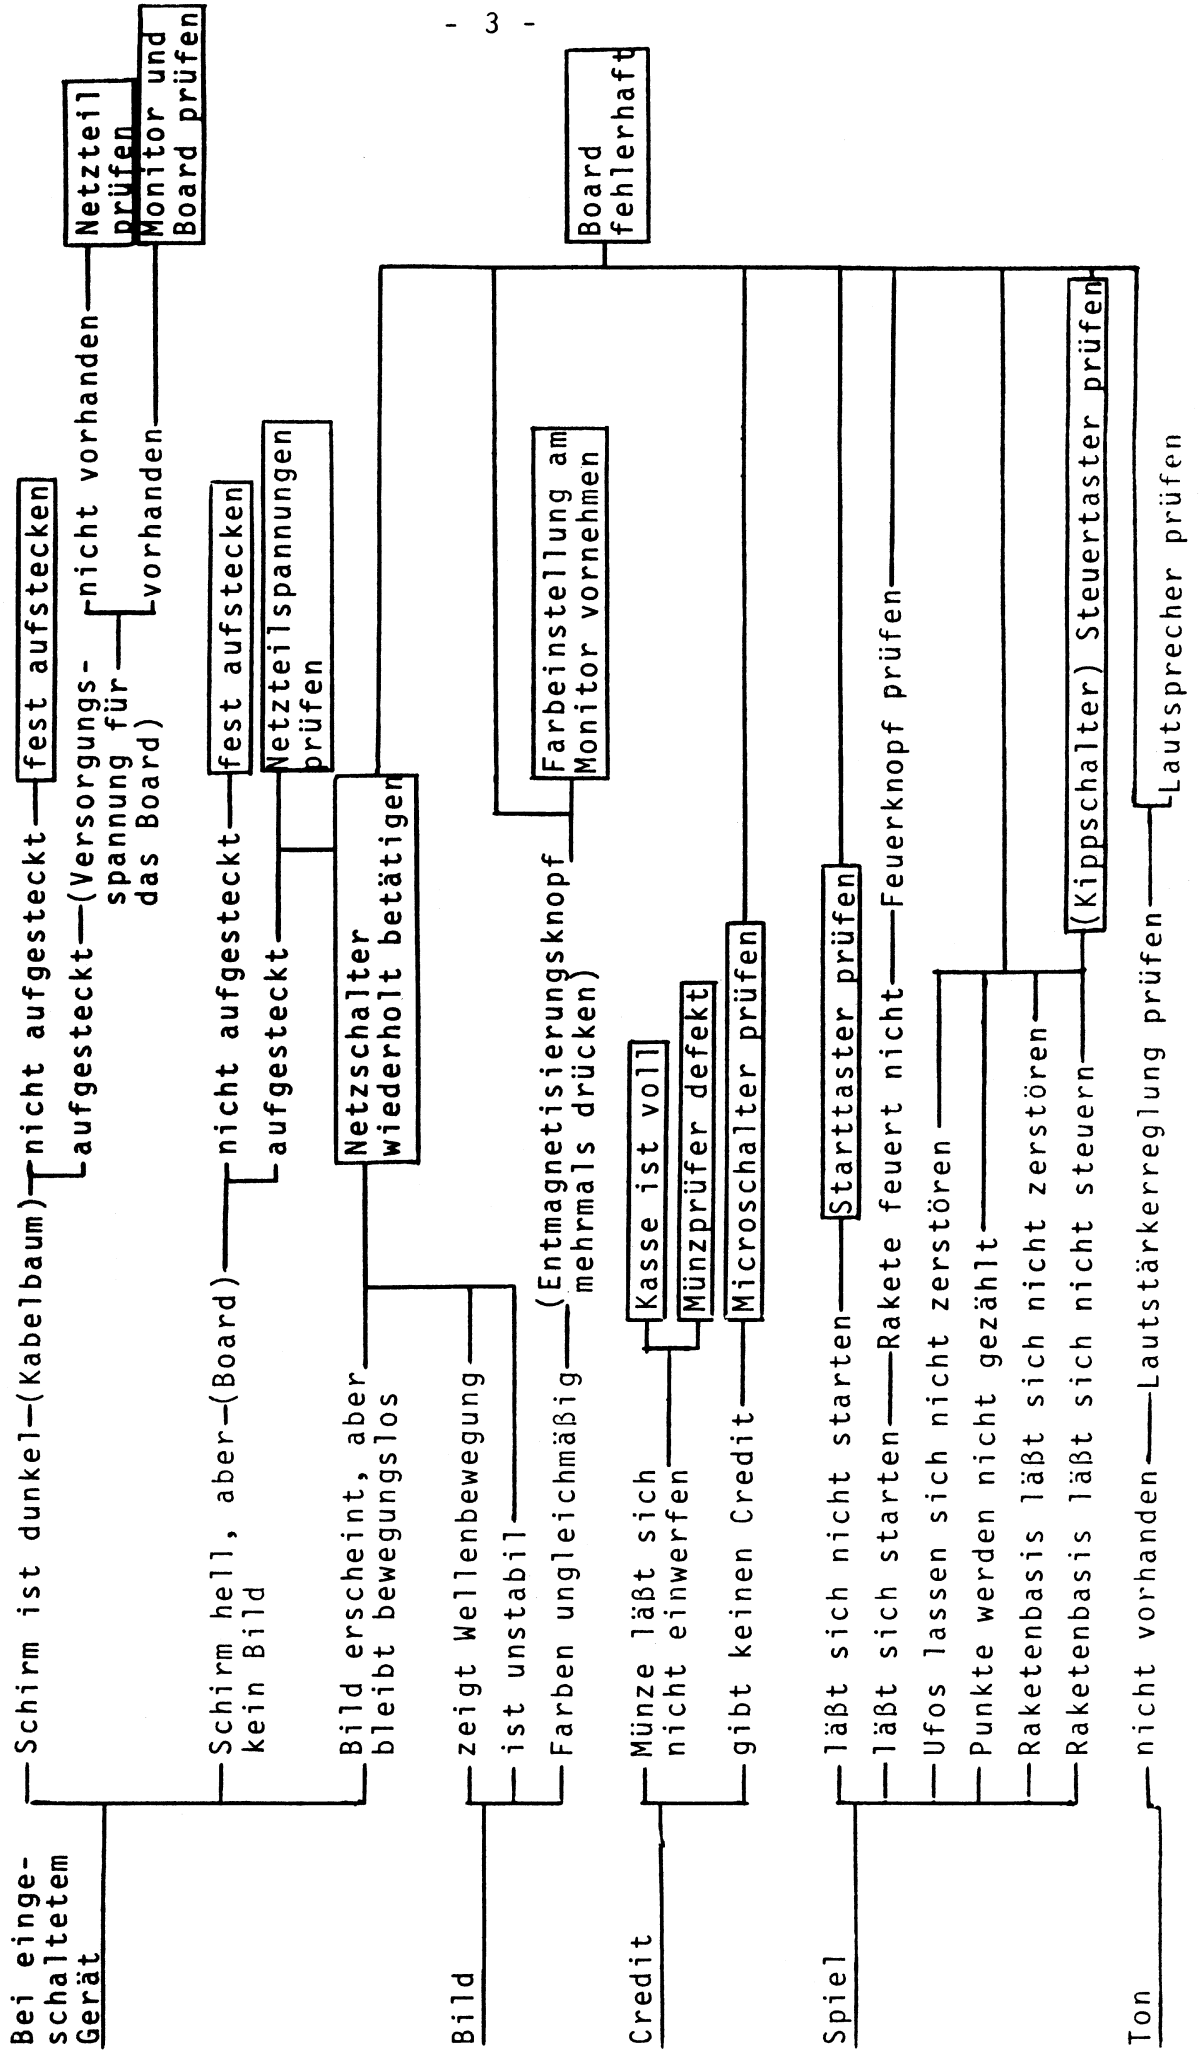 - 3 -
Bei einge-
schaltetem
Gerät
Schirm ist dunkel
(Kabelbaum)
nicht aufgesteckt
fest aufstecken
aufgesteckt
(Versorgungs-
spannung für
das Board)
nicht vorhanden
Netzteil
prüfen
vorhanden
Monitor und
Board prüfen
Schirm hell, aber
kein Bild
(Board)
nicht aufgesteckt
fest aufstecken
aufgesteckt
Netzteilspannungen
prüfen
Bild erscheint, aber
bleibt bewegungslos
Netzschalter
wiederholt betätigen
Board
fehlerhaft
Bild
zeigt Wellenbewegung
ist unstabil
Farben ungleichmäßig
(Entmagnetisierungsknopf
mehrmals drücken)
Farbeinstellung am
Monitor vornehmen
Credit
Münze läßt sich
nicht einwerfen
Kasse ist voll
Münzprüfer defekt
gibt keinen Credit
Microschalter prüfen
Spiel
läßt sich nicht starten
Starttaster prüfen
läßt sich starten
Rakete feuert nicht
Feuerknopf prüfen
Ufos lassen sich nicht zerstören
Punkte werden nicht gezählt
Raketenbasis läßt sich nicht zerstören
Raketenbasis läßt sich nicht steuern
(Kippschalter) Steuertaster prüfen
Ton
nicht vorhanden
Lautstärkerreglung prüfen
Lautsprecher prüfen